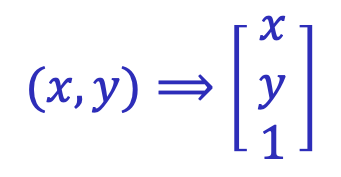 (x, y) ⇒ [x
y
1]